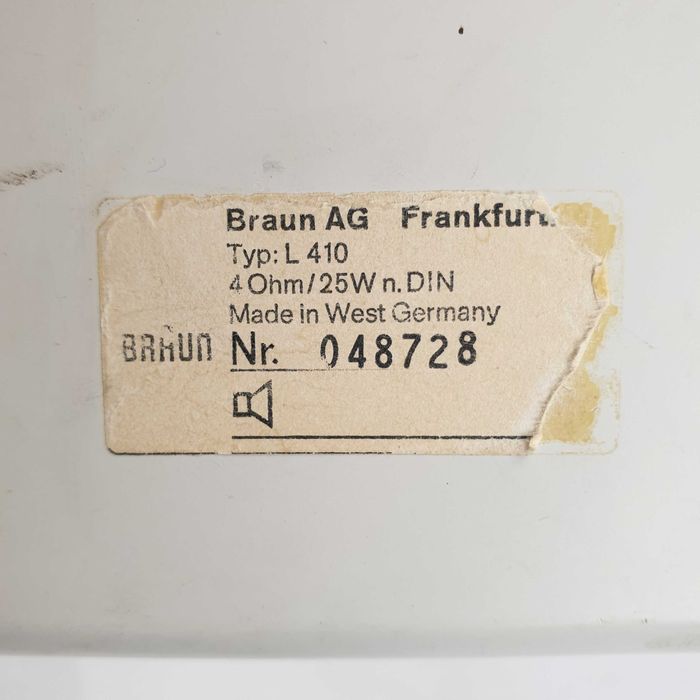 Braun AG Frankfurt
Typ: L 410
4 Ohm/25W n. DIN
Made in West Germany
BRAUN Nr. 048728